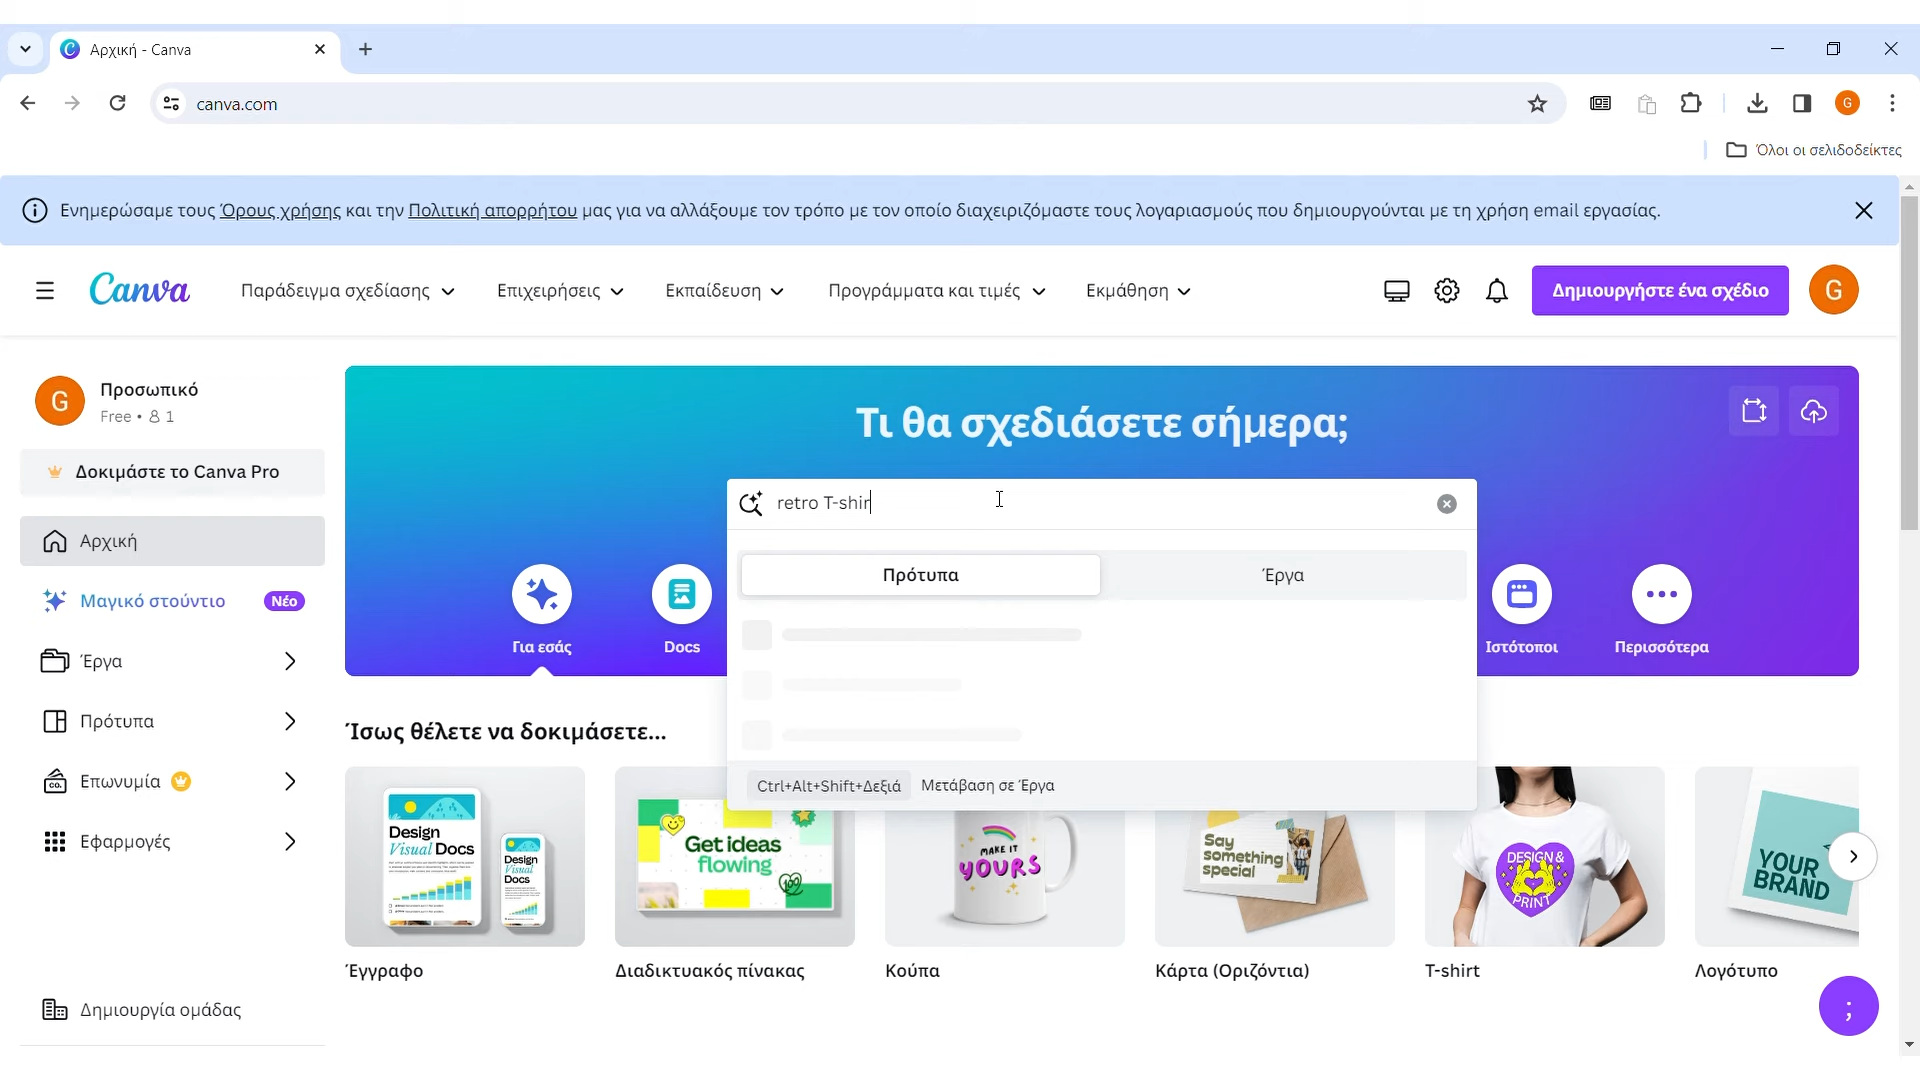 Αρχική - Canva
canva.com
G
Όλοι οι σελιδοδείκτες
Ενημερώσαμε τους Όρους χρήσης και την Πολιτική απορρήτου μας για να αλλάξουμε τον τρόπο με τον οποίο διαχειριζόμαστε τους λογαριασμούς που δημιουργούνται με τη χρήση email εργασίας.
Canva
Παράδειγμα σχεδίασης
Επιχειρήσεις
Εκπαίδευση
Προγράμματα και τιμές
Εκμάθηση
Δημιουργήστε ένα σχέδιο
G
G
Προσωπικό
Free • 1
Δοκιμάστε το Canva Pro
Αρχική
Μαγικό στούντιο Νέο
Έργα
Πρότυπα
Επωνυμία
Εφαρμογές
Δημιουργία ομάδας
Τι θα σχεδιάσετε σήμερα;
retro T-shir
Πρότυπα
Έργα
Ctrl+Alt+Shift+Δεξιά Μετάβαση σε Έργα
Για εσάς
Docs
Ιστότοποι
Περισσότερα
Ίσως θέλετε να δοκιμάσετε...
Design
Visual Docs
Design
Visual
Docs
Έγγραφο
Get ideas
flowing
100
Διαδικτυακός πίνακας
MAKE IT
YOURS
Κούπα
Say
something
special
Κάρτα (Οριζόντια)
DESIGN &
PRINT
T-shirt
YOUR
BRAND
Λογότυπο
;